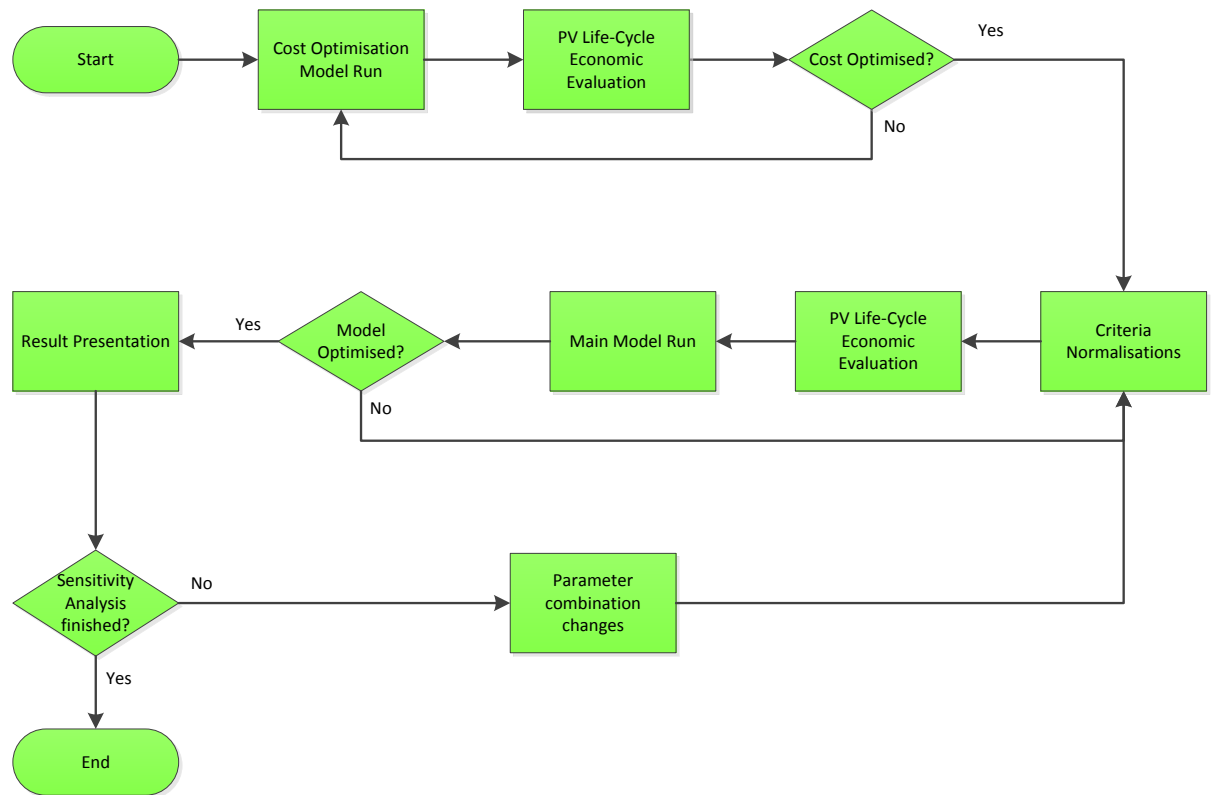 Start
Cost Optimisation
Model Run
PV Life-Cycle
Economic
Evaluation
Cost Optimised?
Yes
No
Result Presentation
Yes
Model
Optimised?
No
Main Model Run
PV Life-Cycle
Economic
Evaluation
Criteria
Normalisations
Sensitivity
Analysis
finished?
No
Yes
Parameter
combination
changes
End